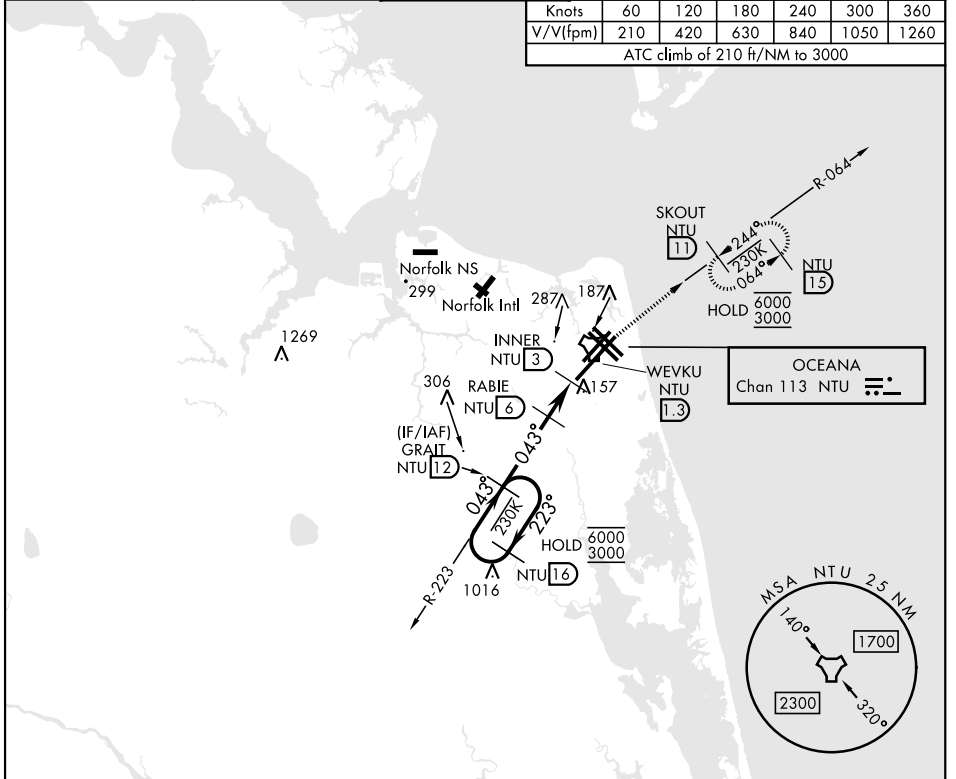 Knots 60 120 180 240 300 360
V/V(fpm) 210 420 630 840 1050 1260
ATC climb of 210 ft/NM to 3000
R-064
SKOUT
NTU
11
244°
230K
064°
NTU
15
HOLD 6000
3000
Norfolk NS
299
Norfolk Intl
287
187
1269
INNER
NTU 3
OCEANA
Chan 113 NTU
WEVKU
NTU
1.3
157
306
RABIE
NTU 6
(IF/IAF)
GRAIT
NTU 12
043°
043°
230K
223°
HOLD 6000
3000
NTU 16
1016
R-223
MSA NTU 25 NM
140°
1700
2300
320°